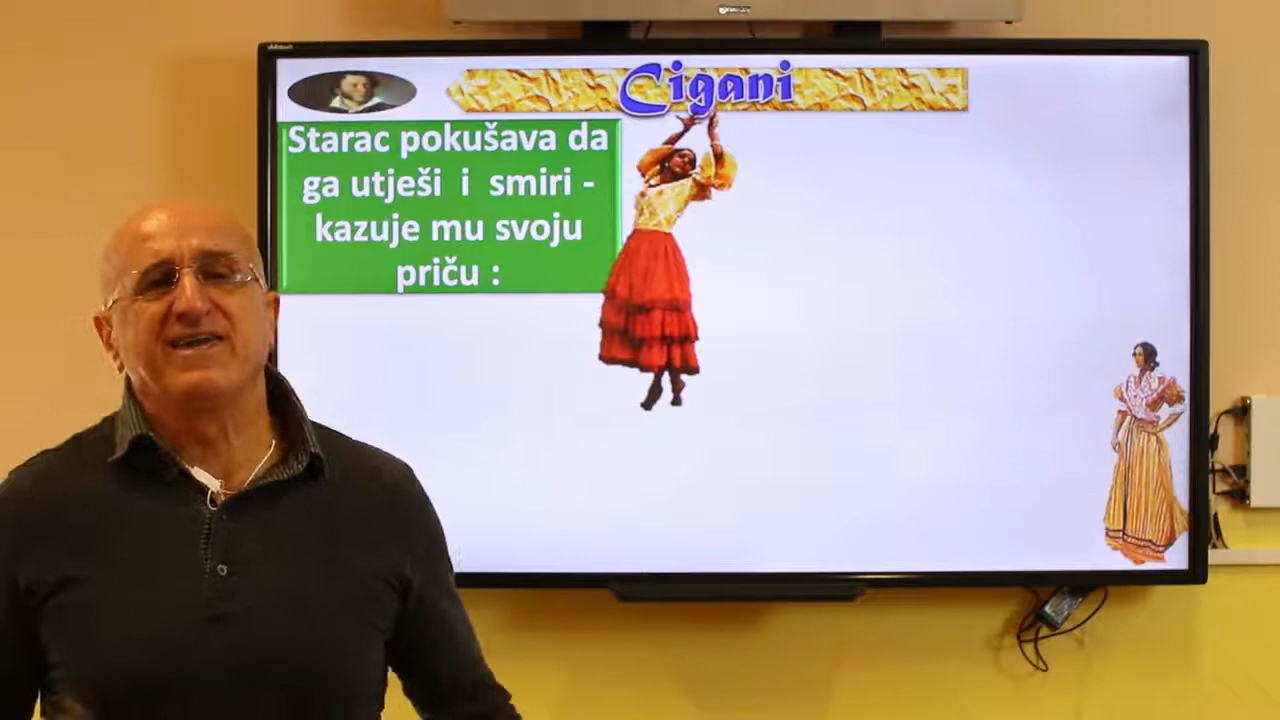 Cigani
Starac pokušava da
ga utješi i smiri -
kazuje mu svoju
priču :